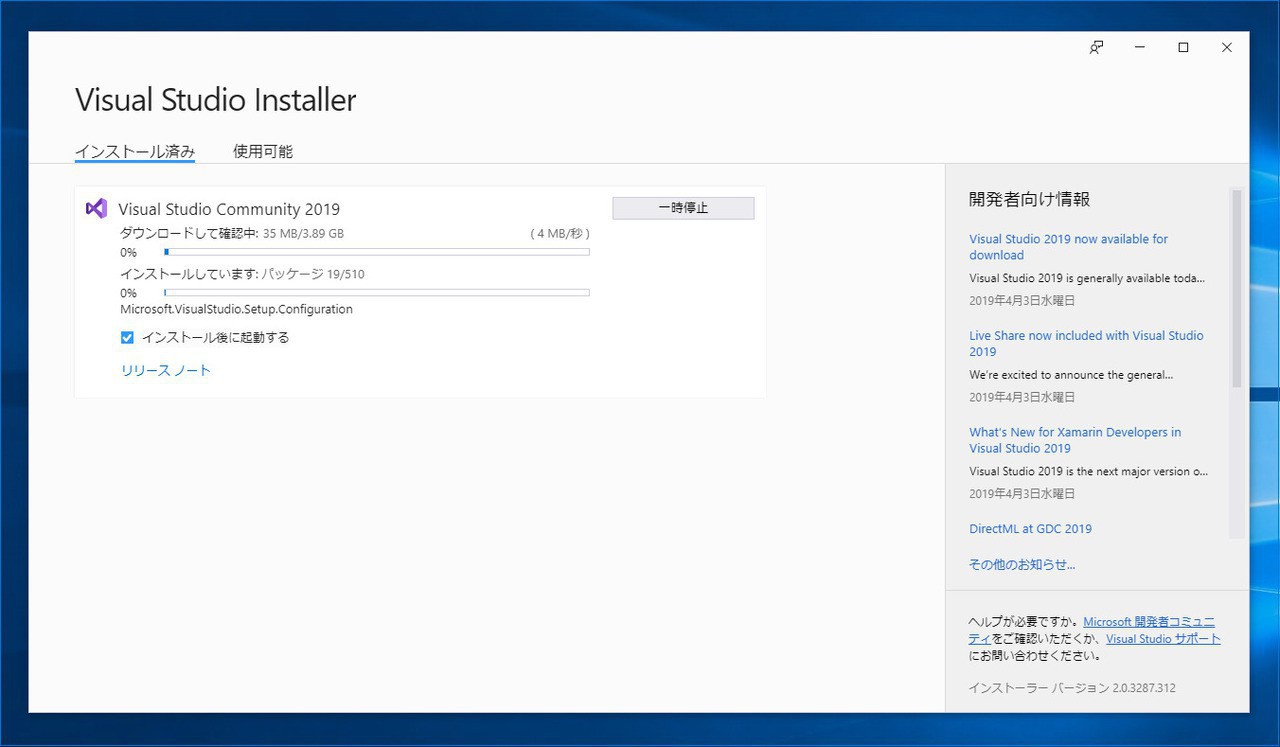 Visual Studio Installer
インストール済み 使用可能
Visual Studio Community 2019
一時停止
ダウンロードして確認中: 35 MB/3.89 GB
( 4 MB/秒 )
0%
インストールしています: パッケージ 19/510
0%
Microsoft.VisualStudio.Setup.Configuration
インストール後に起動する
リリース ノート
開発者向け情報
Visual Studio 2019 now available for
download
Visual Studio 2019 is generally available toda...
2019年4月3日水曜日
Live Share now included with Visual Studio
2019
We're excited to announce the general...
2019年4月3日水曜日
What's New for Xamarin Developers in
Visual Studio 2019
Visual Studio 2019 is the next major version o...
2019年4月3日水曜日
DirectML at GDC 2019
その他のお知らせ...
ヘルプが必要ですか。Microsoft 開発者コミュニ
ティをご確認いただくか、Visual Studio サポート
にお問い合わせください。
インストーラー バージョン 2.0.3287.312